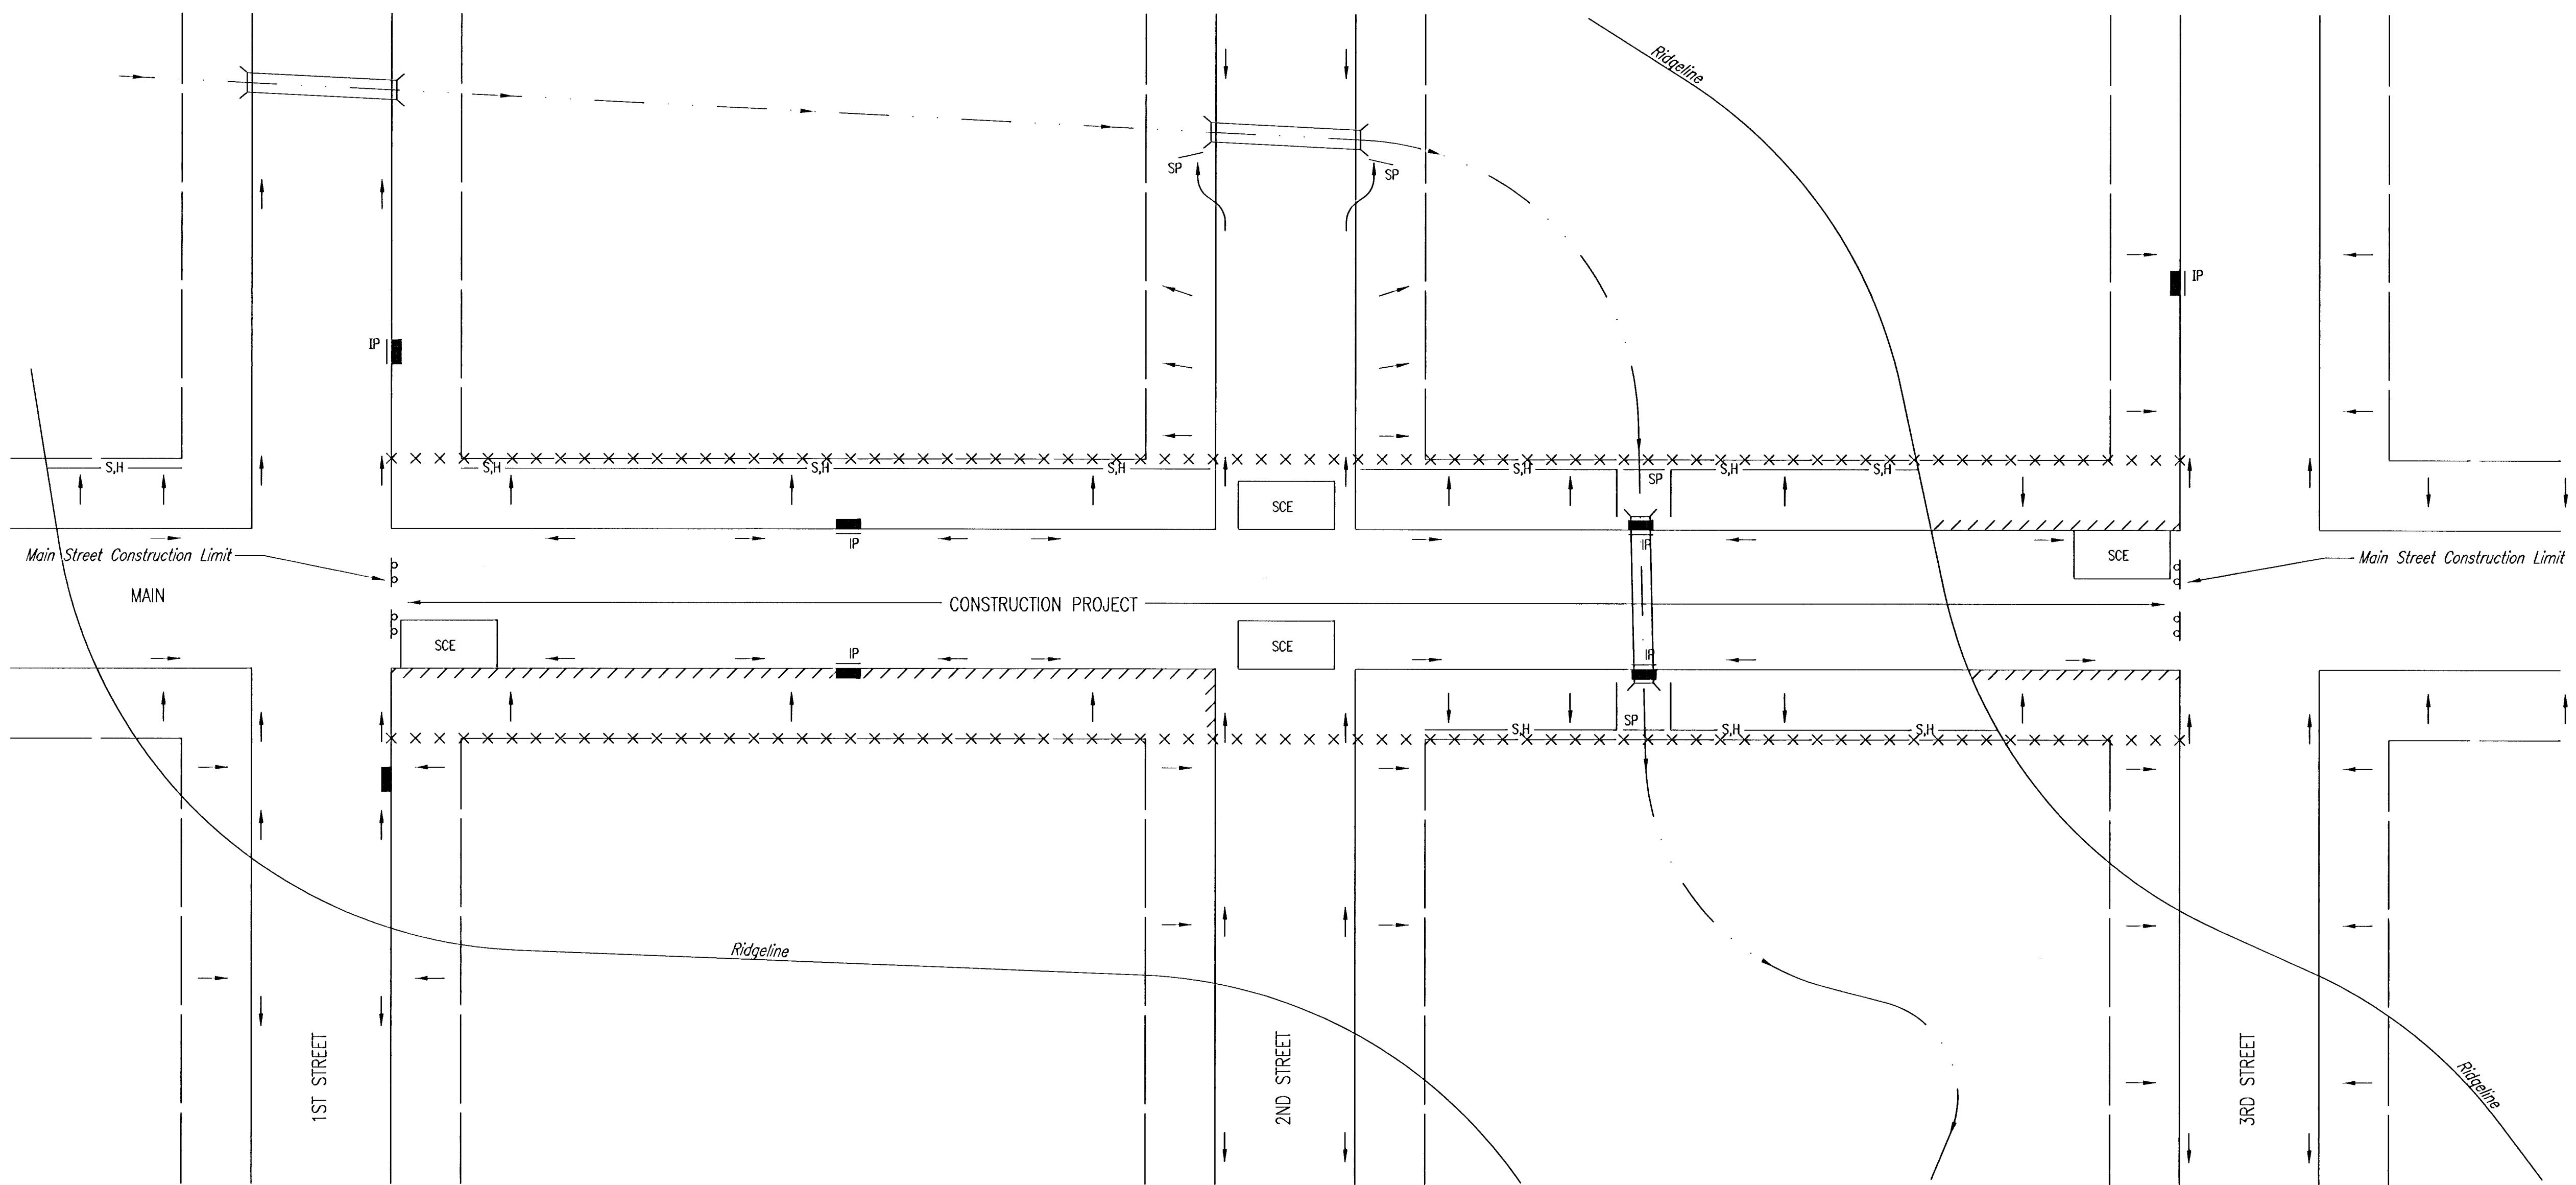 Ridgeline
SP
SP
IP
IP
S,H
S,H
S,H
S,H
S,H
S,H
S,H
SP
SCE
IP
IP
Main Street Construction Limit
SCE
Main Street Construction Limit
MAIN
CONSTRUCTION PROJECT
SCE
SCE
IP
IP
SP
S,H
S,H
S,H
Ridgeline
1ST STREET
2ND STREET
3RD STREET
Ridgeline